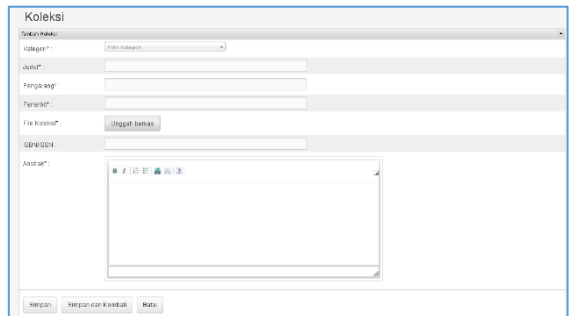 Koleksi
Tambah Koleksi
Kategori* :
Pilih Kategori
Judul* :
Pengarang* :
Penerbit* :
File Koleksi* :
Unggah berkas
ISBN/ISSN
Abstrak* :
B I
Simpan Simpan dan Kembali Batal